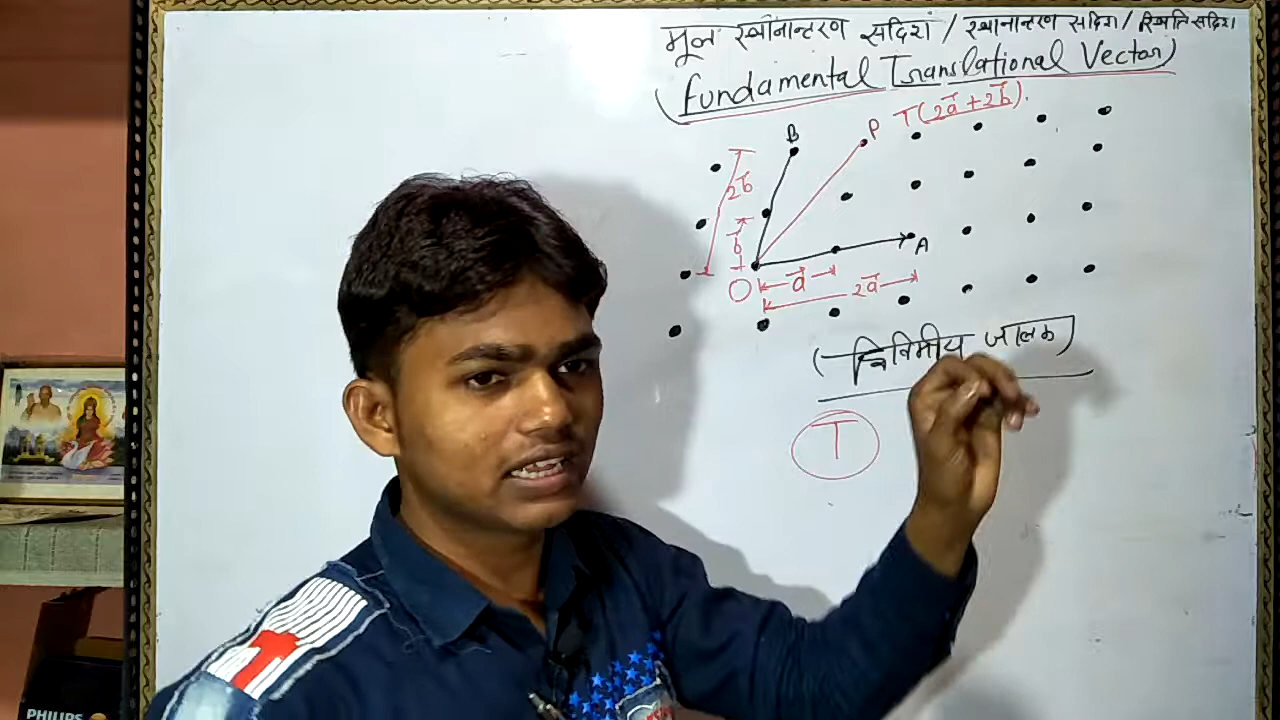 मूल स्थानान्तरण सदिश / स्थानान्तरण सदिश / स्थिति सदिश
(fundamental Translational Vector)
B
P
T(2a⃗ + 2b⃗).
2b⃗
b⃗
A
O
a⃗
2a⃗
(त्रिविमीय जालक)
T
PHILIPS